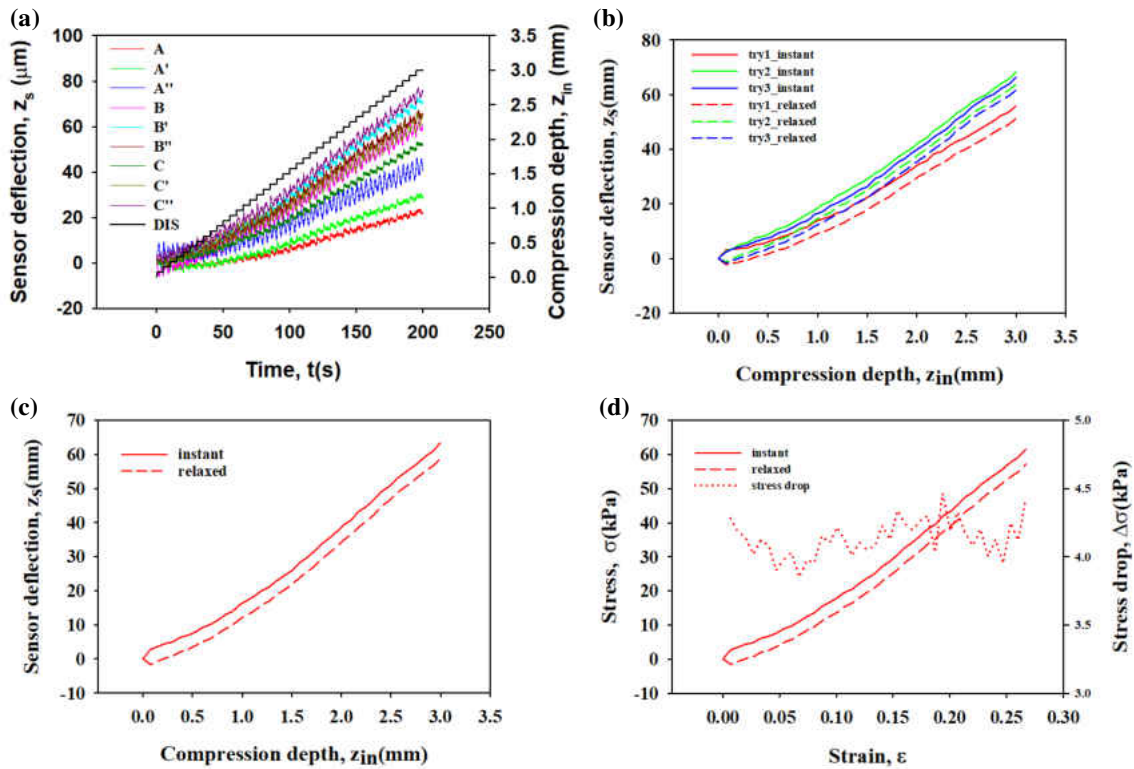 (a)
Sensor deflection, z_s (μm)
100
80
60
40
20
0
-20
A
A'
A''
B
B'
B''
C
C'
C''
DIS
3.5
3.0
2.5
2.0
1.5
1.0
0.5
0.0
Compression depth, z_in (mm)
0 50 100 150 200 250
Time, t(s)
(b)
Sensor deflection, z_s(mm)
80
60
40
20
0
-20
try1_instant
try2_instant
try3_instant
try1_relaxed
try2_relaxed
try3_relaxed
0.0 0.5 1.0 1.5 2.0 2.5 3.0 3.5
Compression depth, z_in(mm)
(c)
Sensor deflection, z_s(mm)
70
60
50
40
30
20
10
0
-10
instant
relaxed
0.0 0.5 1.0 1.5 2.0 2.5 3.0 3.5
Compression depth, z_in(mm)
(d)
Stress, σ(kPa)
70
60
50
40
30
20
10
0
-10
instant
relaxed
stress drop
5.0
4.5
4.0
3.5
3.0
Stress drop, Δσ(kPa)
0.00 0.05 0.10 0.15 0.20 0.25 0.30
Strain, ε